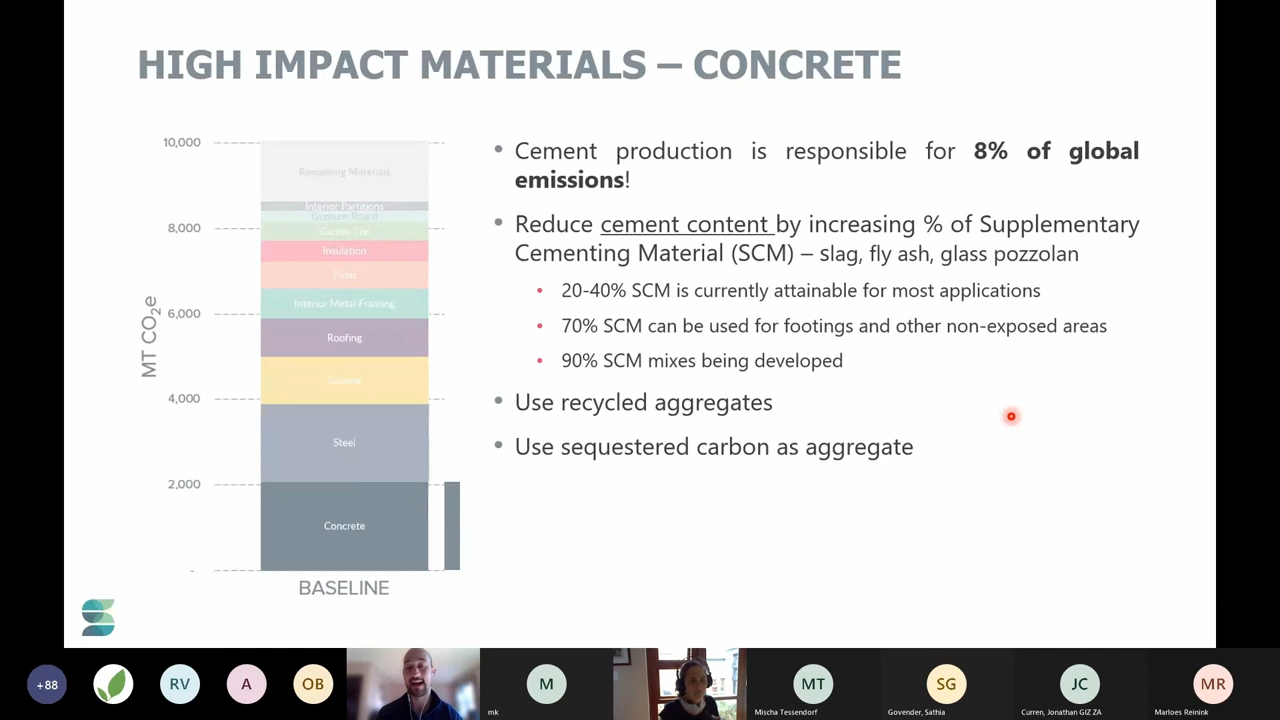 HIGH IMPACT MATERIALS – CONCRETE
10,000
8,000
6,000
4,000
2,000
-
MT CO₂e
Remaining Materials
Interior Partitions
Gypsum Board
Carpet Tile
Insulation
Paint
Interior Metal Framing
Roofing
Steel
Concrete
BASELINE
• Cement production is responsible for 8% of global
emissions!
• Reduce cement content by increasing % of Supplementary
Cementing Material (SCM) – slag, fly ash, glass pozzolan
• 20-40% SCM is currently attainable for most applications
• 70% SCM can be used for footings and other non-exposed areas
• 90% SCM mixes being developed
• Use recycled aggregates
• Use sequestered carbon as aggregate
+88
RV
A
OB
M
mk
MT
Mischa Tessendorf
SG
Govender, Sathia
JC
Curren, Jonathan GIZ ZA
MR
Marloes Reinink